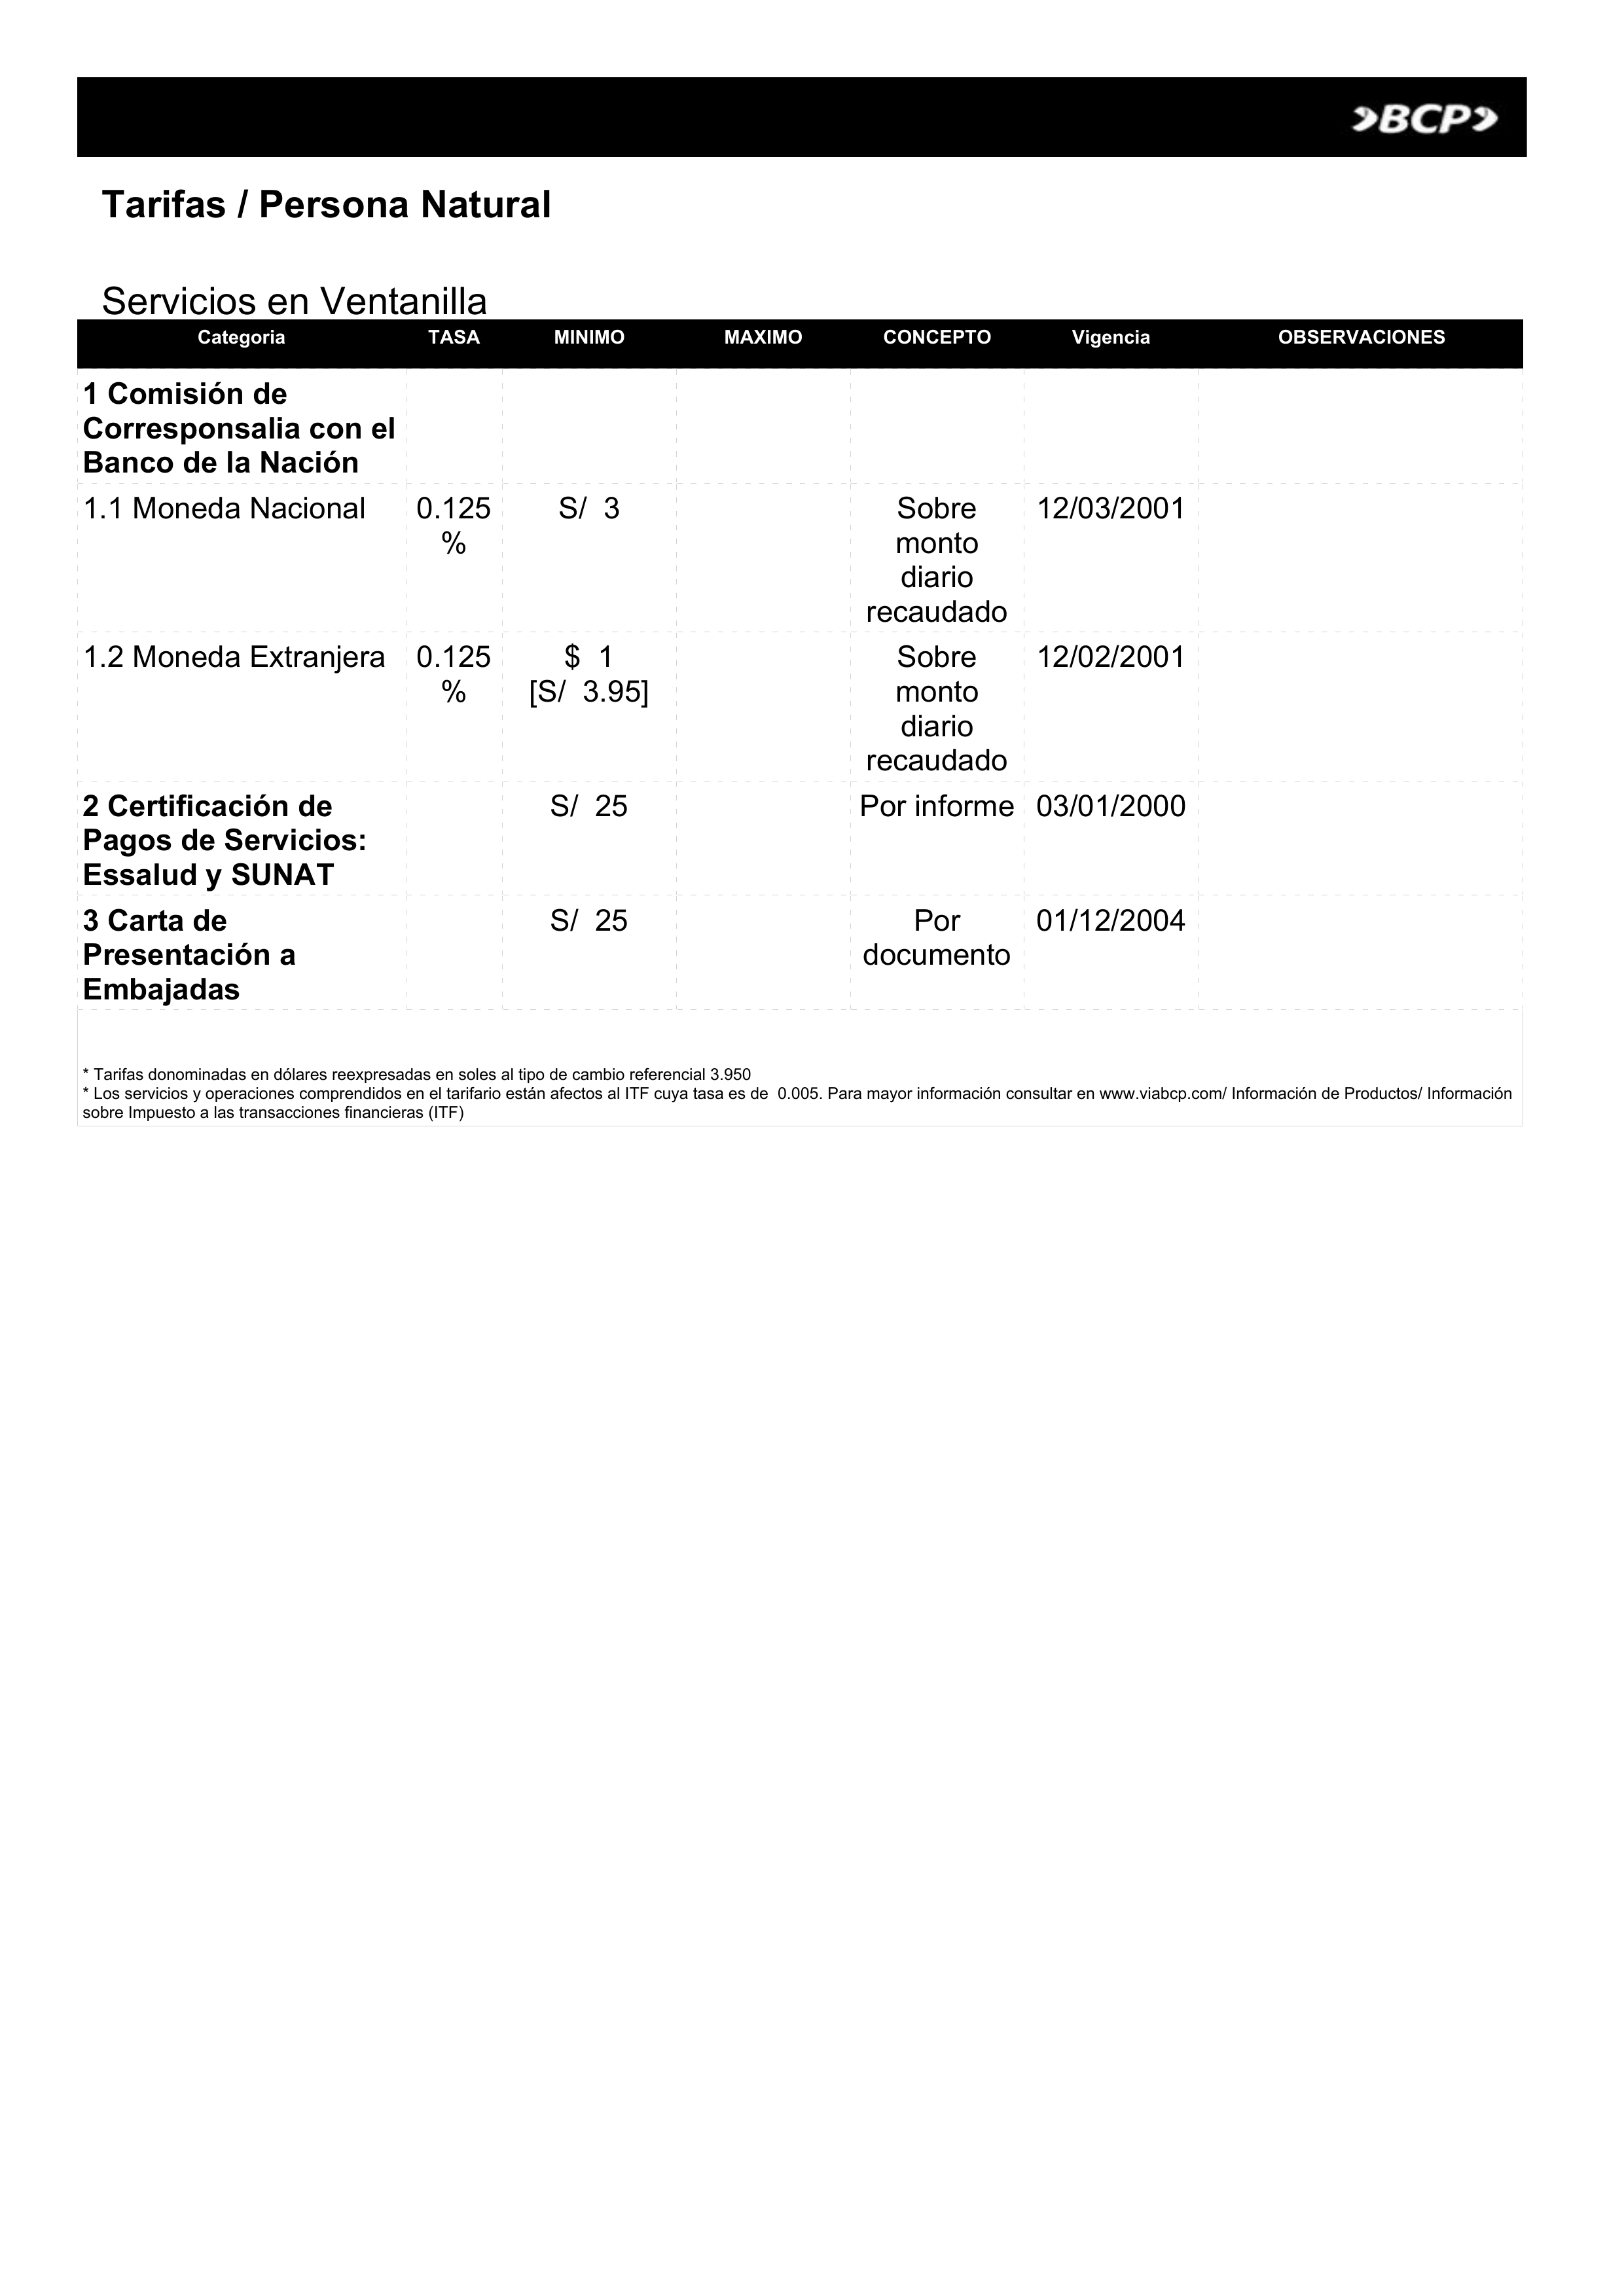 BCP
Tarifas / Persona Natural
Servicios en Ventanilla
Categoria TASA MINIMO MAXIMO CONCEPTO Vigencia OBSERVACIONES
1 Comisión de
Corresponsalia con el
Banco de la Nación
1.1 Moneda Nacional 0.125 S/ 3 Sobre 12/03/2001
% monto
diario
recaudado
1.2 Moneda Extranjera 0.125 $ 1 Sobre 12/02/2001
% [S/ 3.95] monto
diario
recaudado
2 Certificación de S/ 25 Por informe 03/01/2000
Pagos de Servicios:
Essalud y SUNAT
3 Carta de S/ 25 Por 01/12/2004
Presentación a documento
Embajadas
* Tarifas donominadas en dólares reexpresadas en soles al tipo de cambio referencial 3.950
* Los servicios y operaciones comprendidos en el tarifario están afectos al ITF cuya tasa es de 0.005. Para mayor información consultar en www.viabcp.com/ Información de Productos/ Información
sobre Impuesto a las transacciones financieras (ITF)